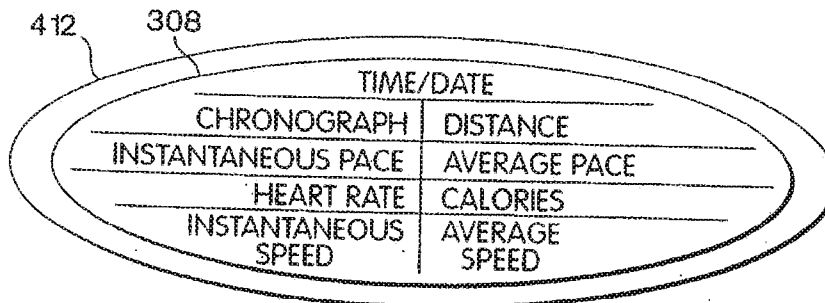 412 308
TIME/DATE
CHRONOGRAPH DISTANCE
INSTANTANEOUS PACE AVERAGE PACE
HEART RATE CALORIES
INSTANTANEOUS AVERAGE
SPEED SPEED